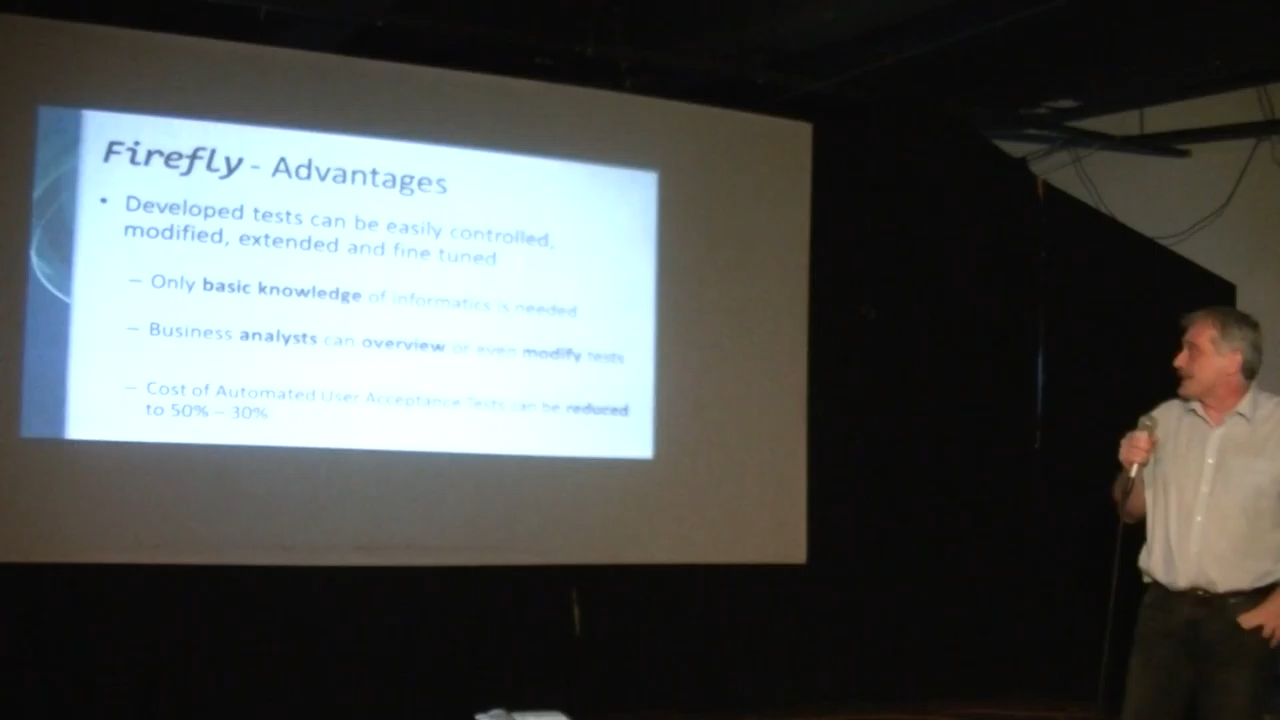 Firefly - Advantages
• Developed tests can be easily controlled,
modified, extended and fine tuned
– Only basic knowledge of informatics is needed
– Business analysts can overview or even modify tests
– Cost of Automated User Acceptance Tests can be reduced
to 50% – 30%